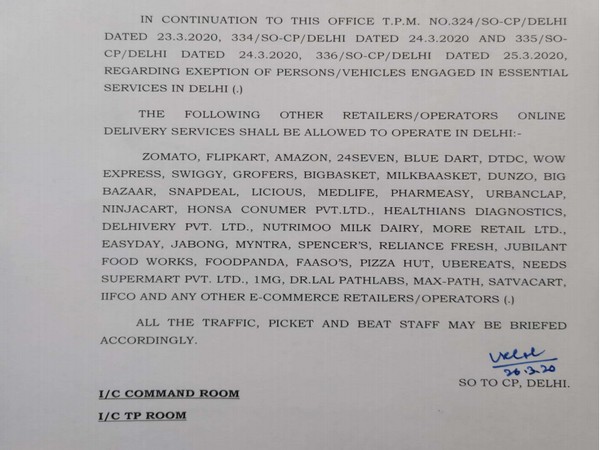 IN CONTINUATION TO THIS OFFICE T.P.M. NO.324/SO-CP/DELHI
DATED 23.3.2020, 334/SO-CP/DELHI DATED 24.3.2020 AND 335/SO-
CP/DELHI DATED 24.3.2020, 336/SO-CP/DELHI DATED 25.3.2020,
REGARDING EXEPTION OF PERSONS/VEHICLES ENGAGED IN ESSENTIAL
SERVICES IN DELHI (.)
THE FOLLOWING OTHER RETAILERS/OPERATORS ONLINE
DELIVERY SERVICES SHALL BE ALLOWED TO OPERATE IN DELHI:-
ZOMATO, FLIPKART, AMAZON, 24SEVEN, BLUE DART, DTDC, WOW
EXPRESS, SWIGGY, GROFERS, BIGBASKET, MILKBAASKET, DUNZO, BIG
BAZAAR, SNAPDEAL, LICIOUS, MEDLIFE, PHARMEASY, URBANCLAP,
NINJACART, HONSA CONUMER PVT.LTD., HEALTHIANS DIAGNOSTICS,
DELHIVERY PVT. LTD., NUTRIMOO MILK DAIRY, MORE RETAIL LTD.,
EASYDAY, JABONG, MYNTRA, SPENCER'S, RELIANCE FRESH, JUBILANT
FOOD WORKS, FOODPANDA, FAASO'S, PIZZA HUT, UBEREATS, NEEDS
SUPERMART PVT. LTD., 1MG, DR.LAL PATHLABS, MAX-PATH, SATVACART,
IIFCO AND ANY OTHER E-COMMERCE RETAILERS/OPERATORS (.)
ALL THE TRAFFIC, PICKET AND BEAT STAFF MAY BE BRIEFED
ACCORDINGLY.
26.3.20
SO TO CP, DELHI.
I/C COMMAND ROOM
I/C TP ROOM